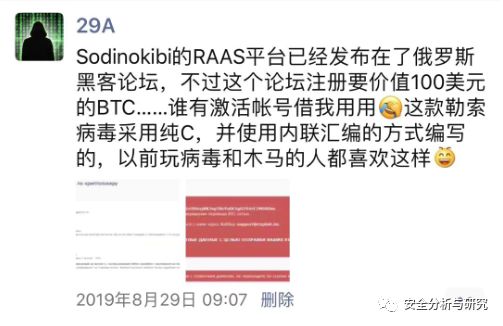 29A
Sodinokibi的RAAS平台已经发布在了俄罗斯
黑客论坛，不过这个论坛注册要价值100美元
的BTC……谁有激活帐号借我用用🤣这款勒索
病毒采用纯C，并使用内联汇编的方式编写
的，以前玩病毒和木马的人都喜欢这样😄
2019年8月29日 09:07 删除
安全分析与研究